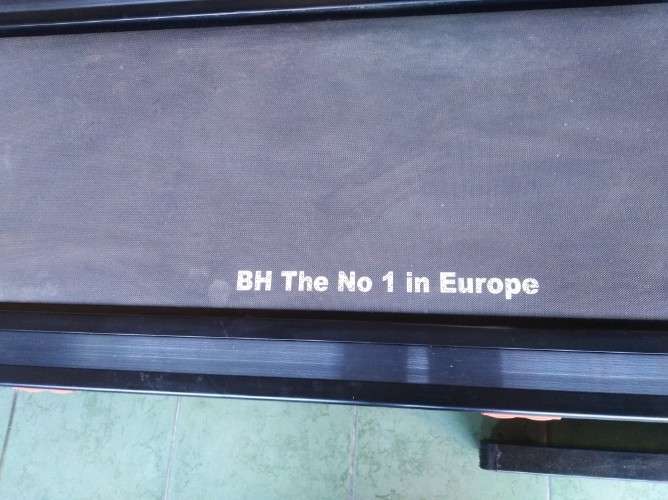 BH The No 1 in Europe